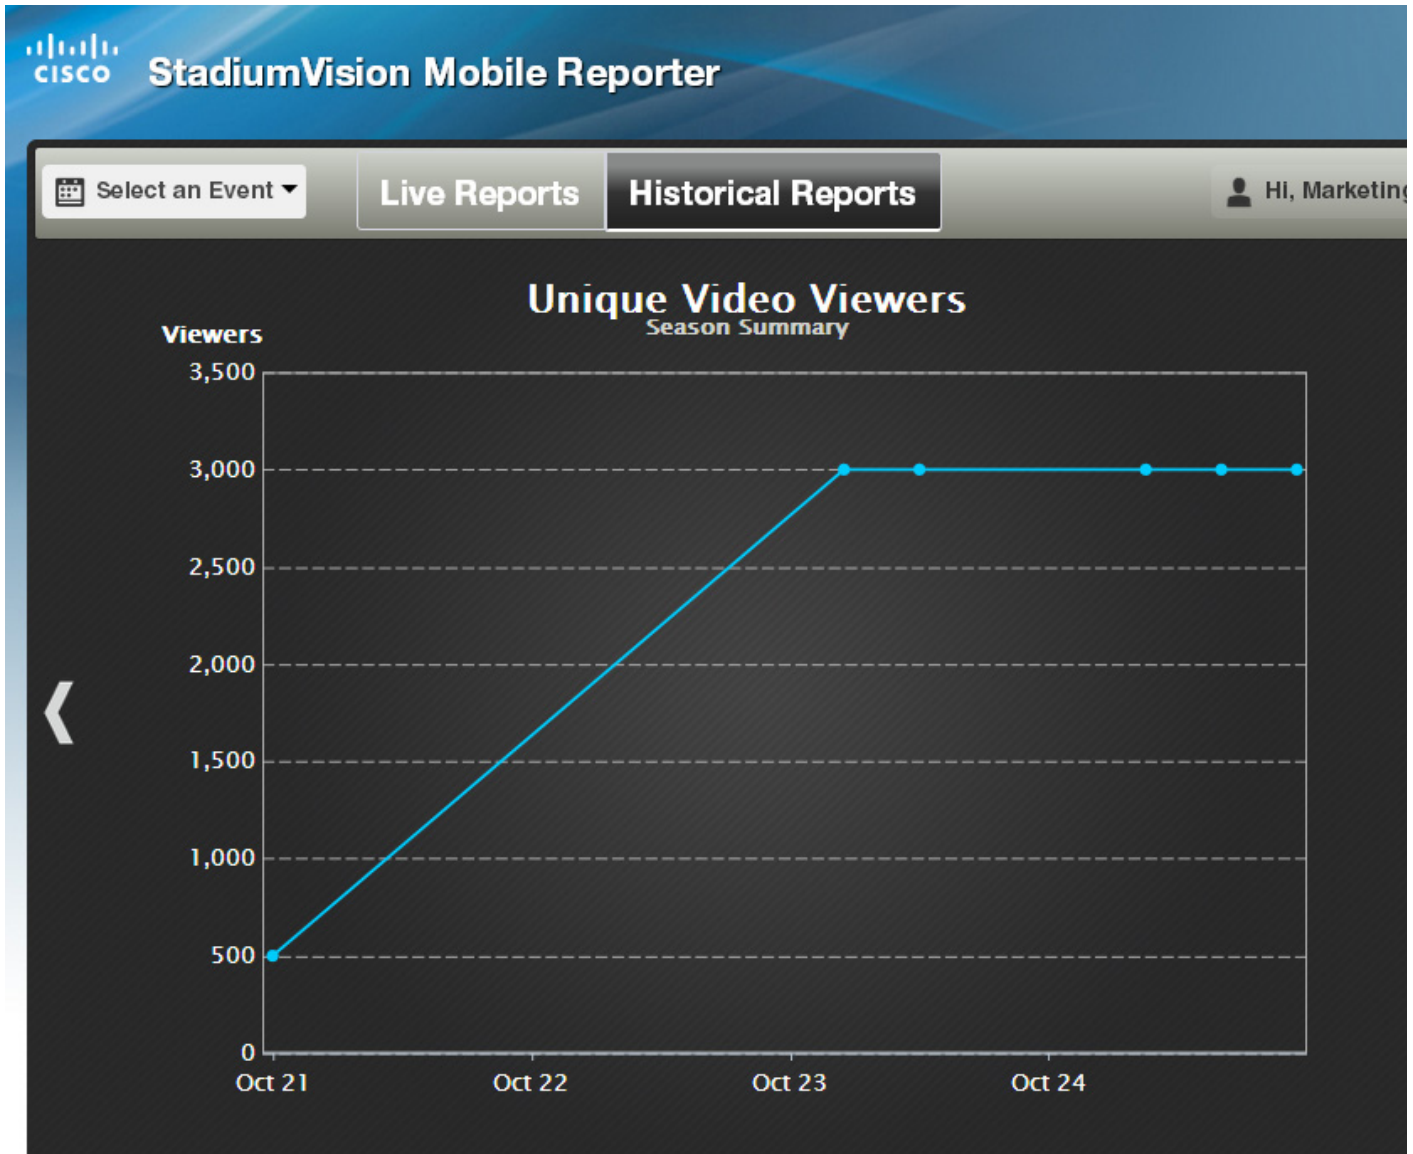 CISCO
StadiumVision Mobile Reporter
Select an Event
Live Reports
Historical Reports
Hi, Marketing
Unique Video Viewers
Season Summary
Viewers
3,500
3,000
2,500
2,000
1,500
1,000
500
0
Oct 21 Oct 22 Oct 23 Oct 24